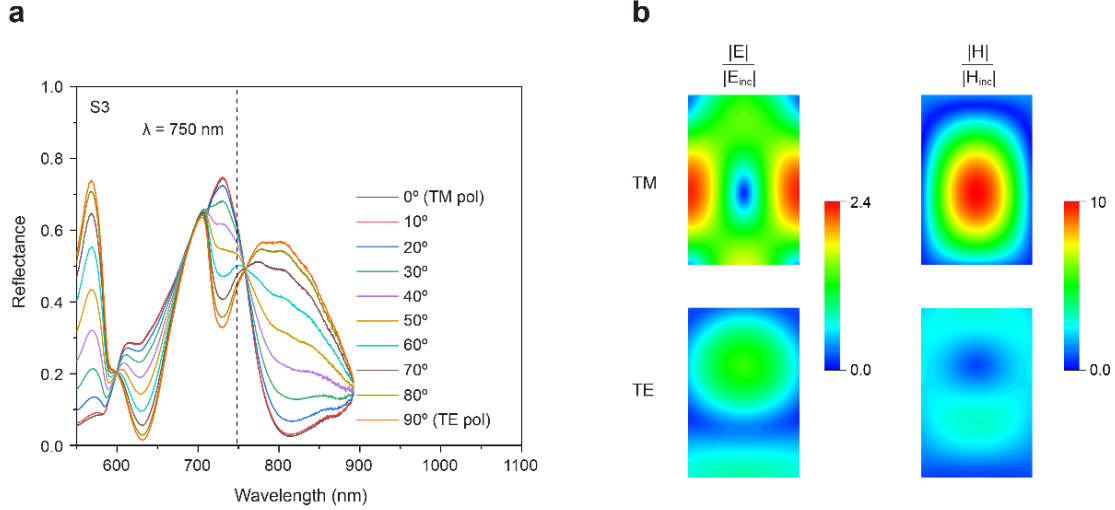 a
b
S3
λ = 750 nm
0º (TM pol)
10º
20º
30º
40º
50º
60º
70º
80º
90º (TE pol)
Reflectance
1.0
0.8
0.6
0.4
0.2
0.0
600
700
800
900
1000
1100
Wavelength (nm)
|E|
|Einc|
|H|
|Hinc|
TM
TE
2.4
0.0
10
0.0